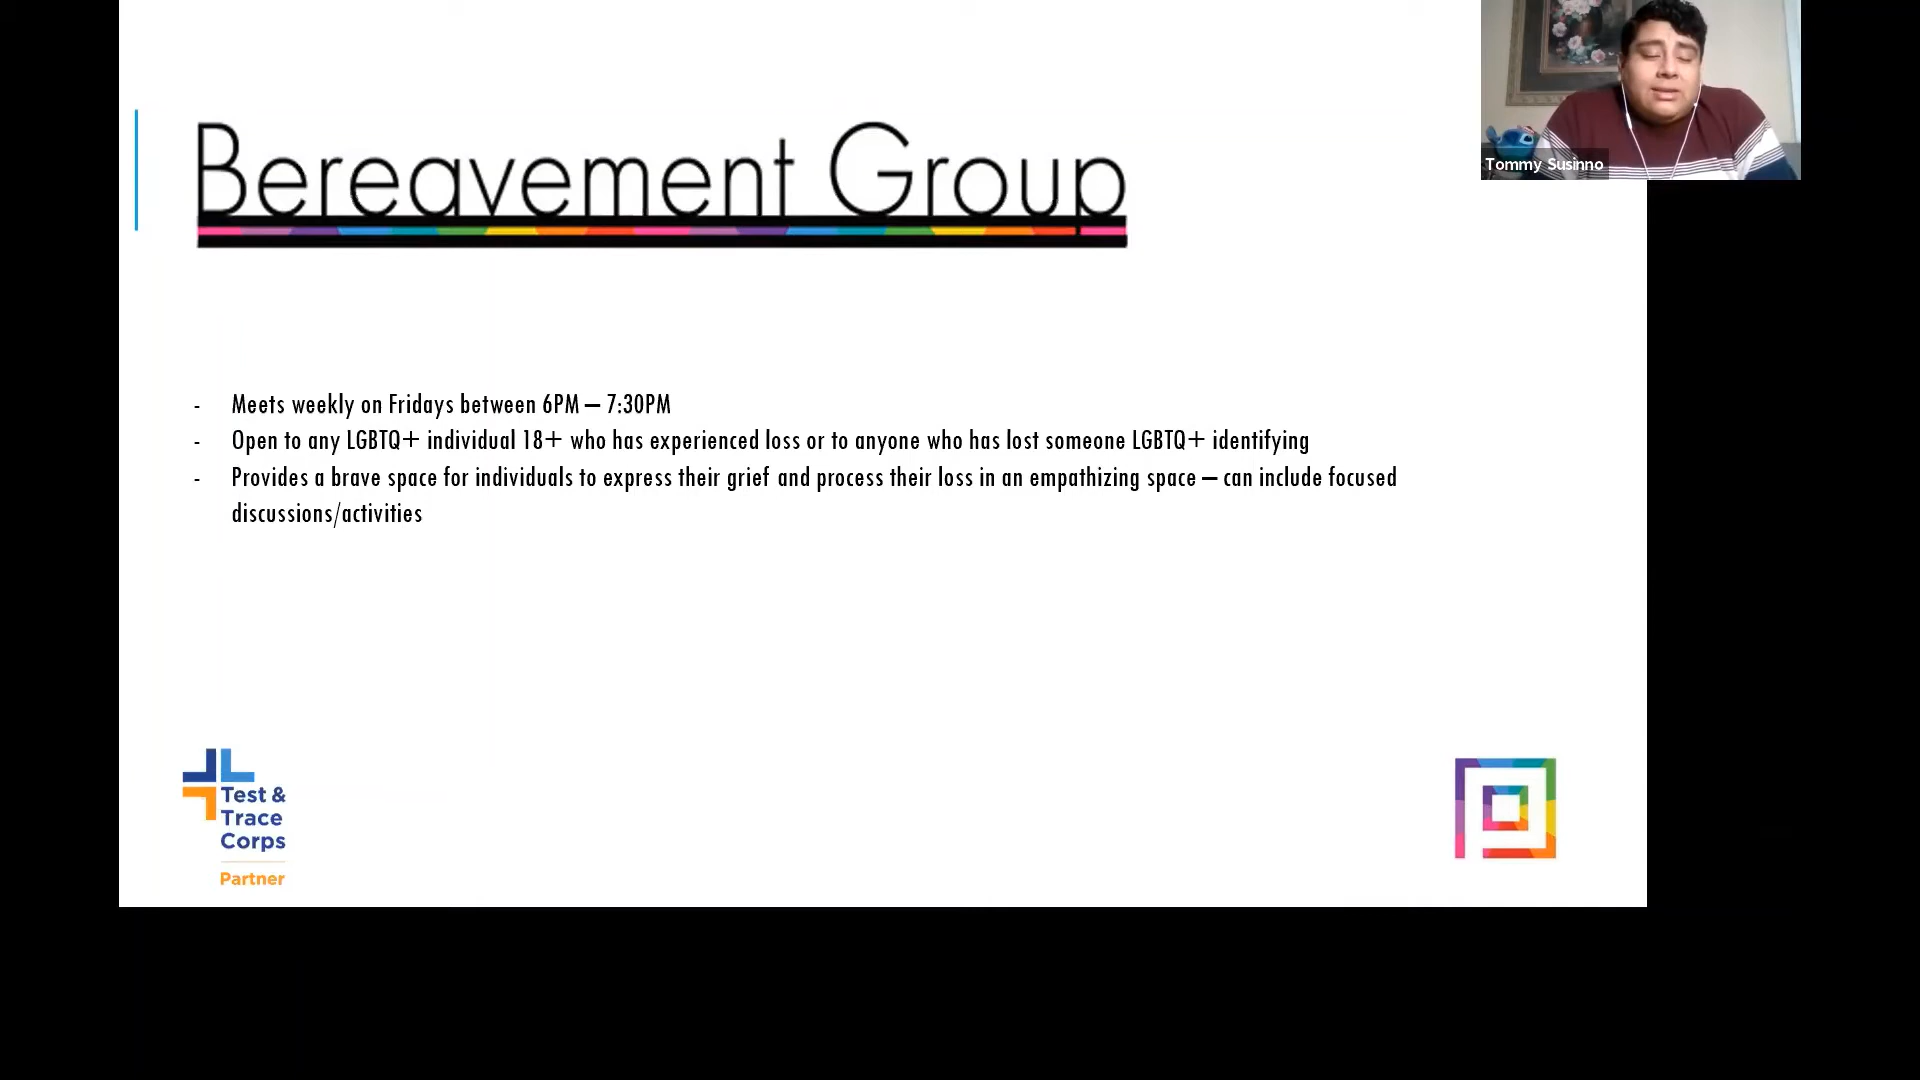 Bereavement Group
Tommy Susinno
- Meets weekly on Fridays between 6PM – 7:30PM
- Open to any LGBTQ+ individual 18+ who has experienced loss or to anyone who has lost someone LGBTQ+ identifying
- Provides a brave space for individuals to express their grief and process their loss in an empathizing space – can include focused
discussions/activities
Test &
Trace
Corps
Partner